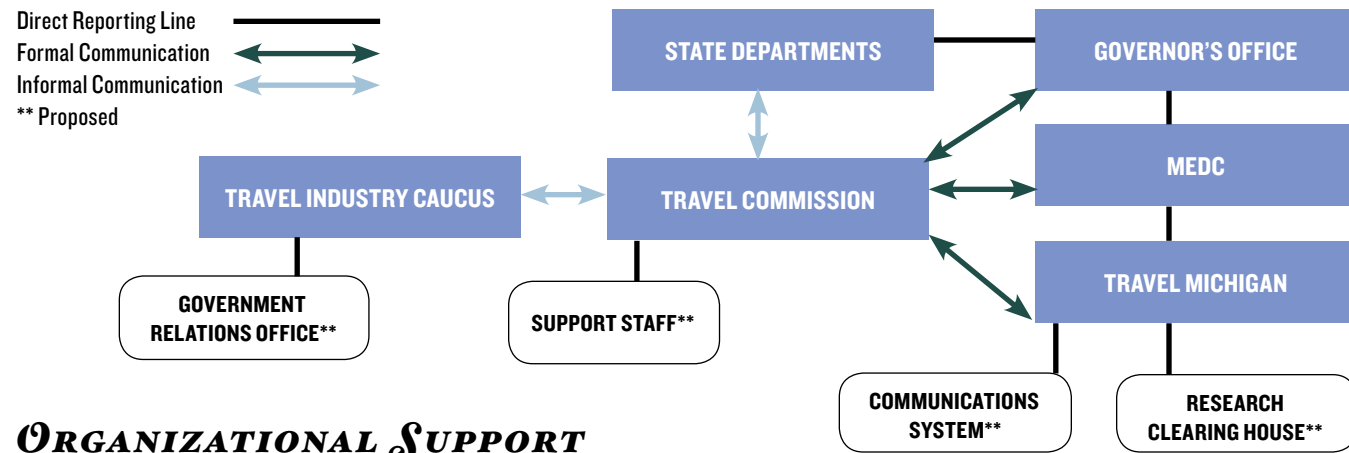 Direct Reporting Line
Formal Communication
Informal Communication
** Proposed
STATE DEPARTMENTS
GOVERNOR'S OFFICE
MEDC
TRAVEL INDUSTRY CAUCUS
TRAVEL COMMISSION
TRAVEL MICHIGAN
GOVERNMENT
RELATIONS OFFICE**
SUPPORT STAFF**
COMMUNICATIONS
SYSTEM**
RESEARCH
CLEARING HOUSE**
ORGANIZATIONAL SUPPORT